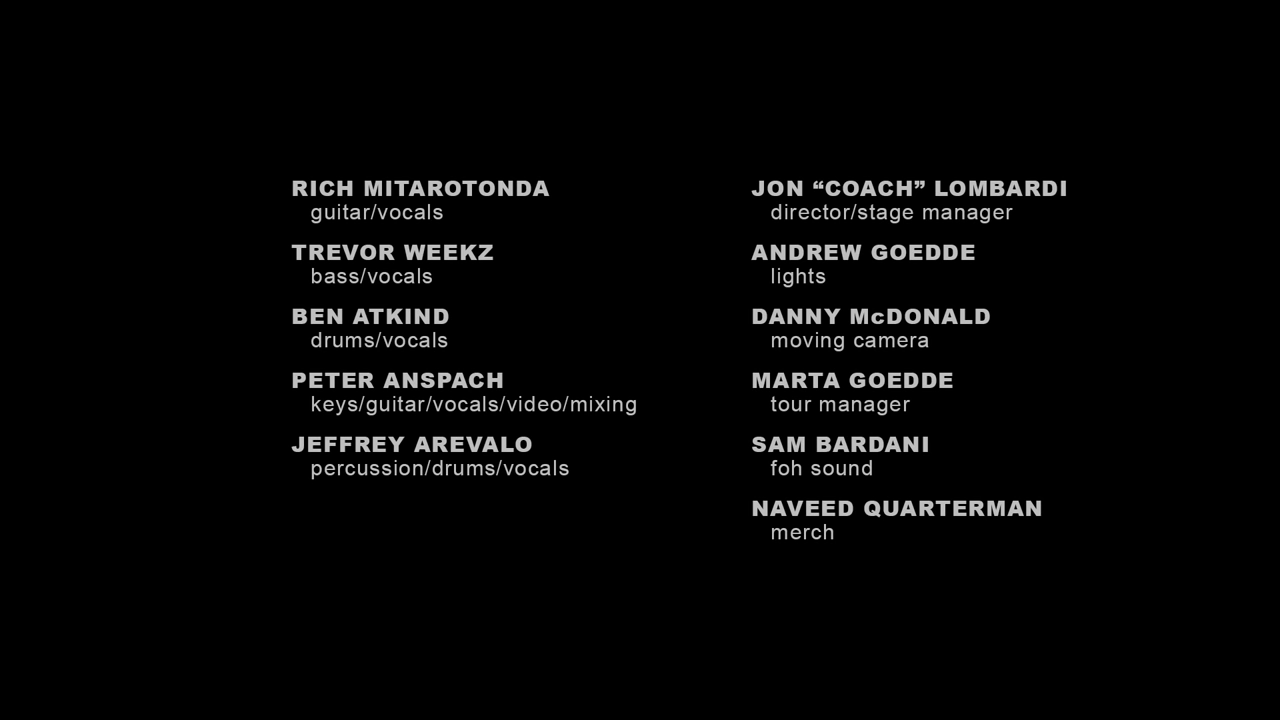 RICH MITAROTONDA
guitar/vocals
TREVOR WEEKZ
bass/vocals
BEN ATKIND
drums/vocals
PETER ANSPACH
keys/guitar/vocals/video/mixing
JEFFREY AREVALO
percussion/drums/vocals
JON “COACH” LOMBARDI
director/stage manager
ANDREW GOEDDE
lights
DANNY McDONALD
moving camera
MARTA GOEDDE
tour manager
SAM BARDANI
foh sound
NAVEED QUARTERMAN
merch